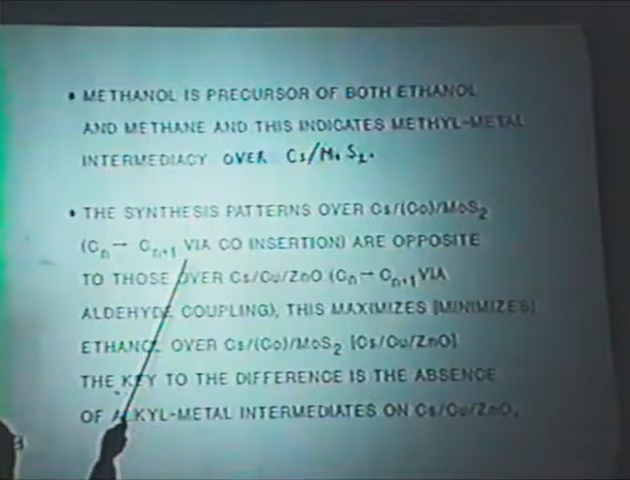 • METHANOL IS PRECURSOR OF BOTH ETHANOL
AND METHANE AND THIS INDICATES METHYL-METAL
INTERMEDIACY OVER Cs/MoS₂.
• THE SYNTHESIS PATTERNS OVER Cs/(Co)/MoS₂
(Cₙ → Cₙ₊₁ VIA CO INSERTION) ARE OPPOSITE
TO THOSE OVER Cs/Cu/ZnO (Cₙ → Cₙ₊₁ VIA
ALDEHYDE COUPLING), THIS MAXIMIZES [MINIMIZES]
ETHANOL OVER Cs/(Co)/MoS₂ [Cs/Cu/ZnO]
THE KEY TO THE DIFFERENCE IS THE ABSENCE
OF ALKYL-METAL INTERMEDIATES ON Cs/Cu/ZnO.